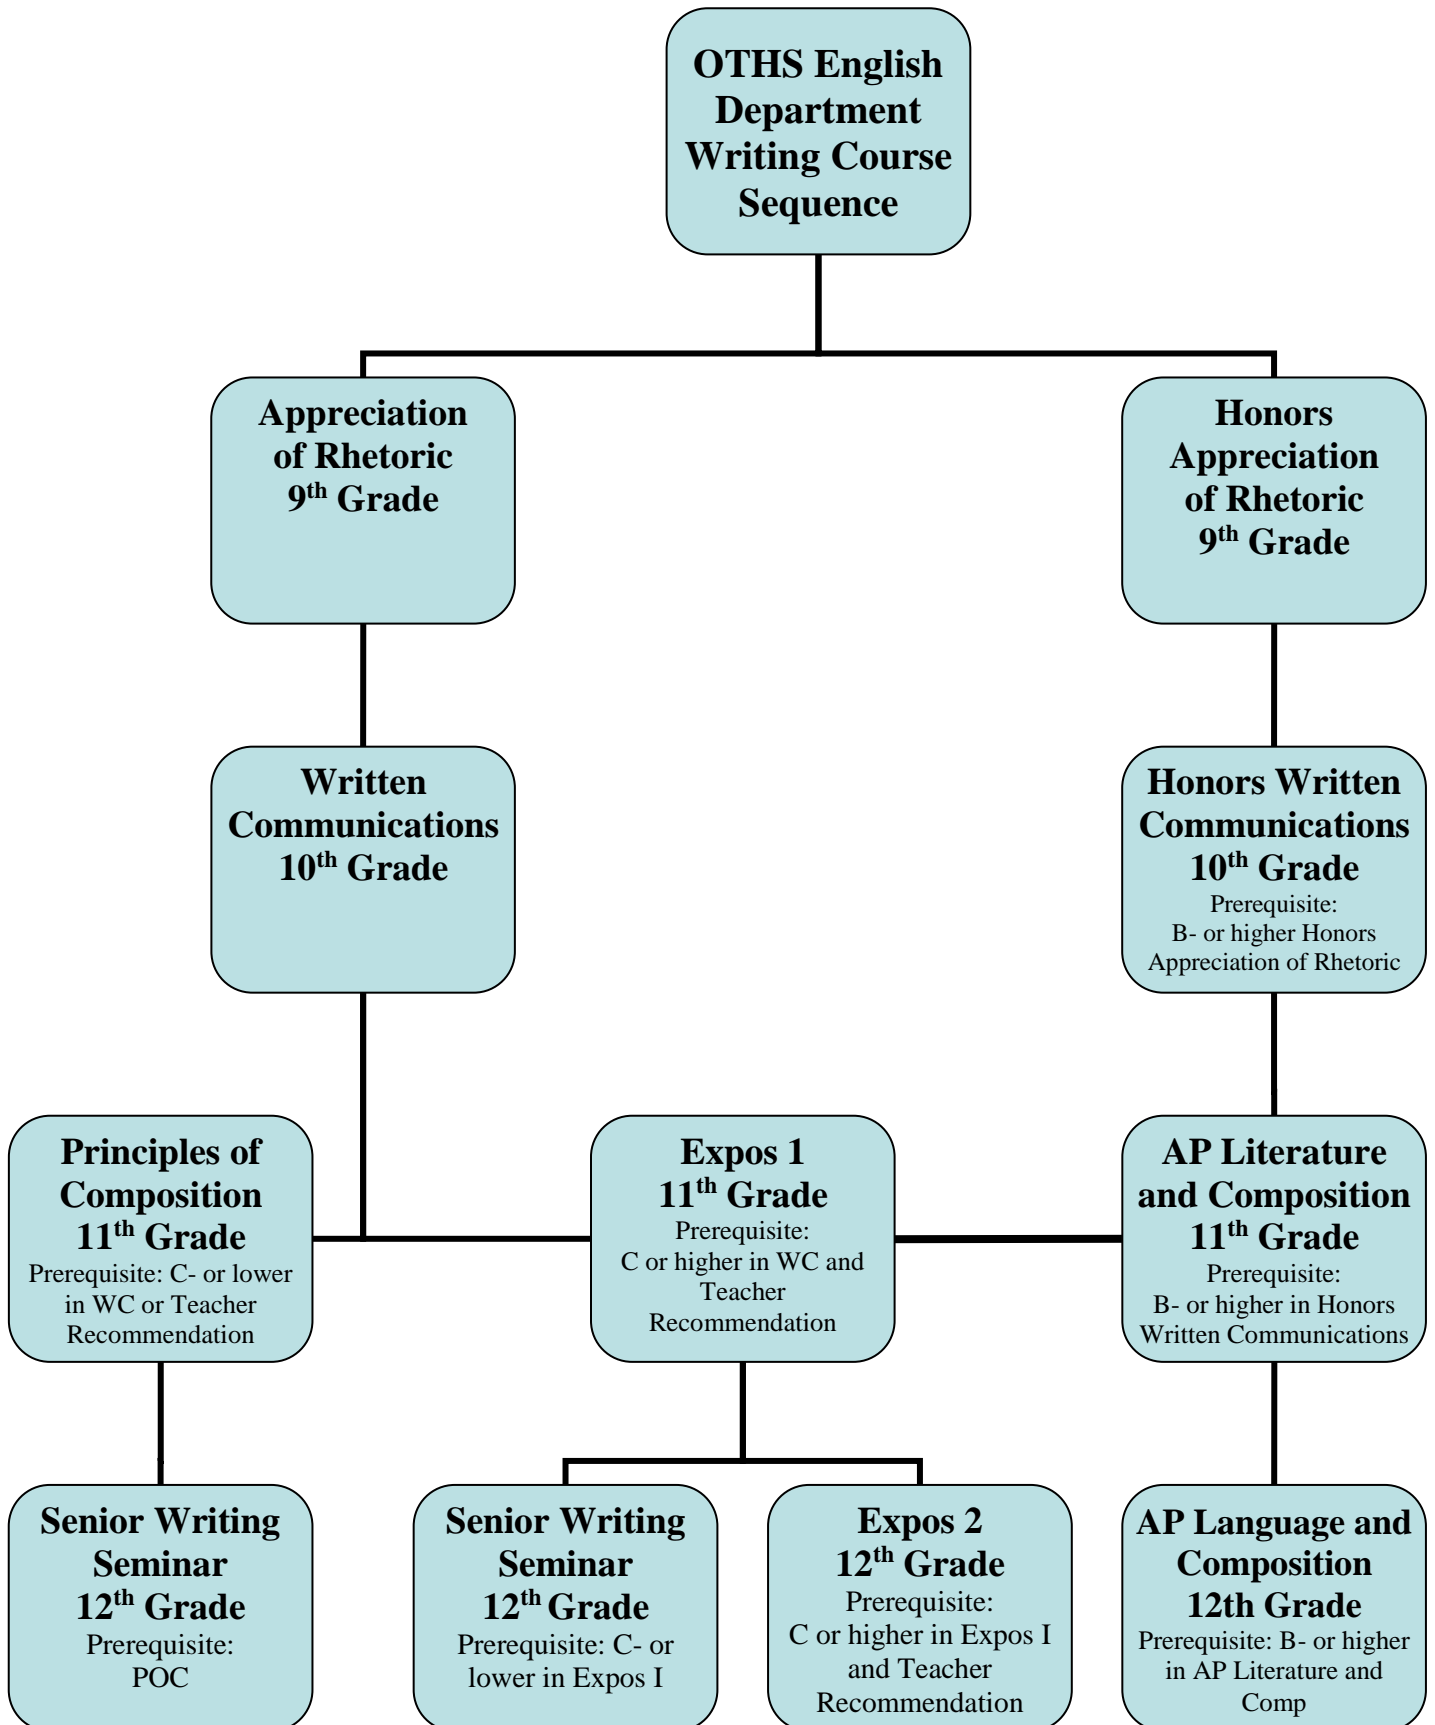 OTHS English
Department
Writing Course
Sequence
Appreciation
of Rhetoric
9th Grade
Honors
Appreciation
of Rhetoric
9th Grade
Written
Communications
10th Grade
Honors Written
Communications
10th Grade
Prerequisite:
B- or higher Honors
Appreciation of Rhetoric
Principles of
Composition
11th Grade
Prerequisite: C- or lower
in WC or Teacher
Recommendation
Expos 1
11th Grade
Prerequisite:
C or higher in WC and
Teacher
Recommendation
AP Literature
and Composition
11th Grade
Prerequisite:
B- or higher in Honors
Written Communications
Senior Writing
Seminar
12th Grade
Prerequisite:
POC
Senior Writing
Seminar
12th Grade
Prerequisite: C- or
lower in Expos I
Expos 2
12th Grade
Prerequisite:
C or higher in Expos I
and Teacher
Recommendation
AP Language and
Composition
12th Grade
Prerequisite: B- or higher
in AP Literature and
Comp